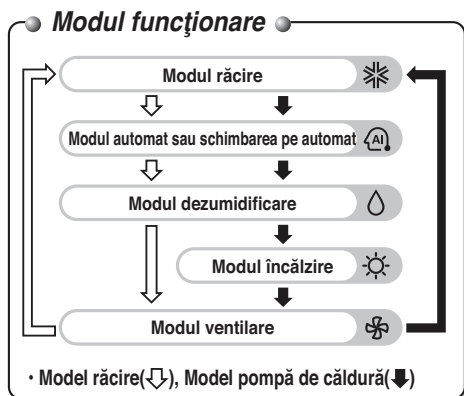 Modul funcţionare
Modul răcire
Modul automat sau schimbarea pe automat
AI
Modul dezumidificare
Modul încălzire
Modul ventilare
· Model răcire(⇩), Model pompă de căldură(⬇)